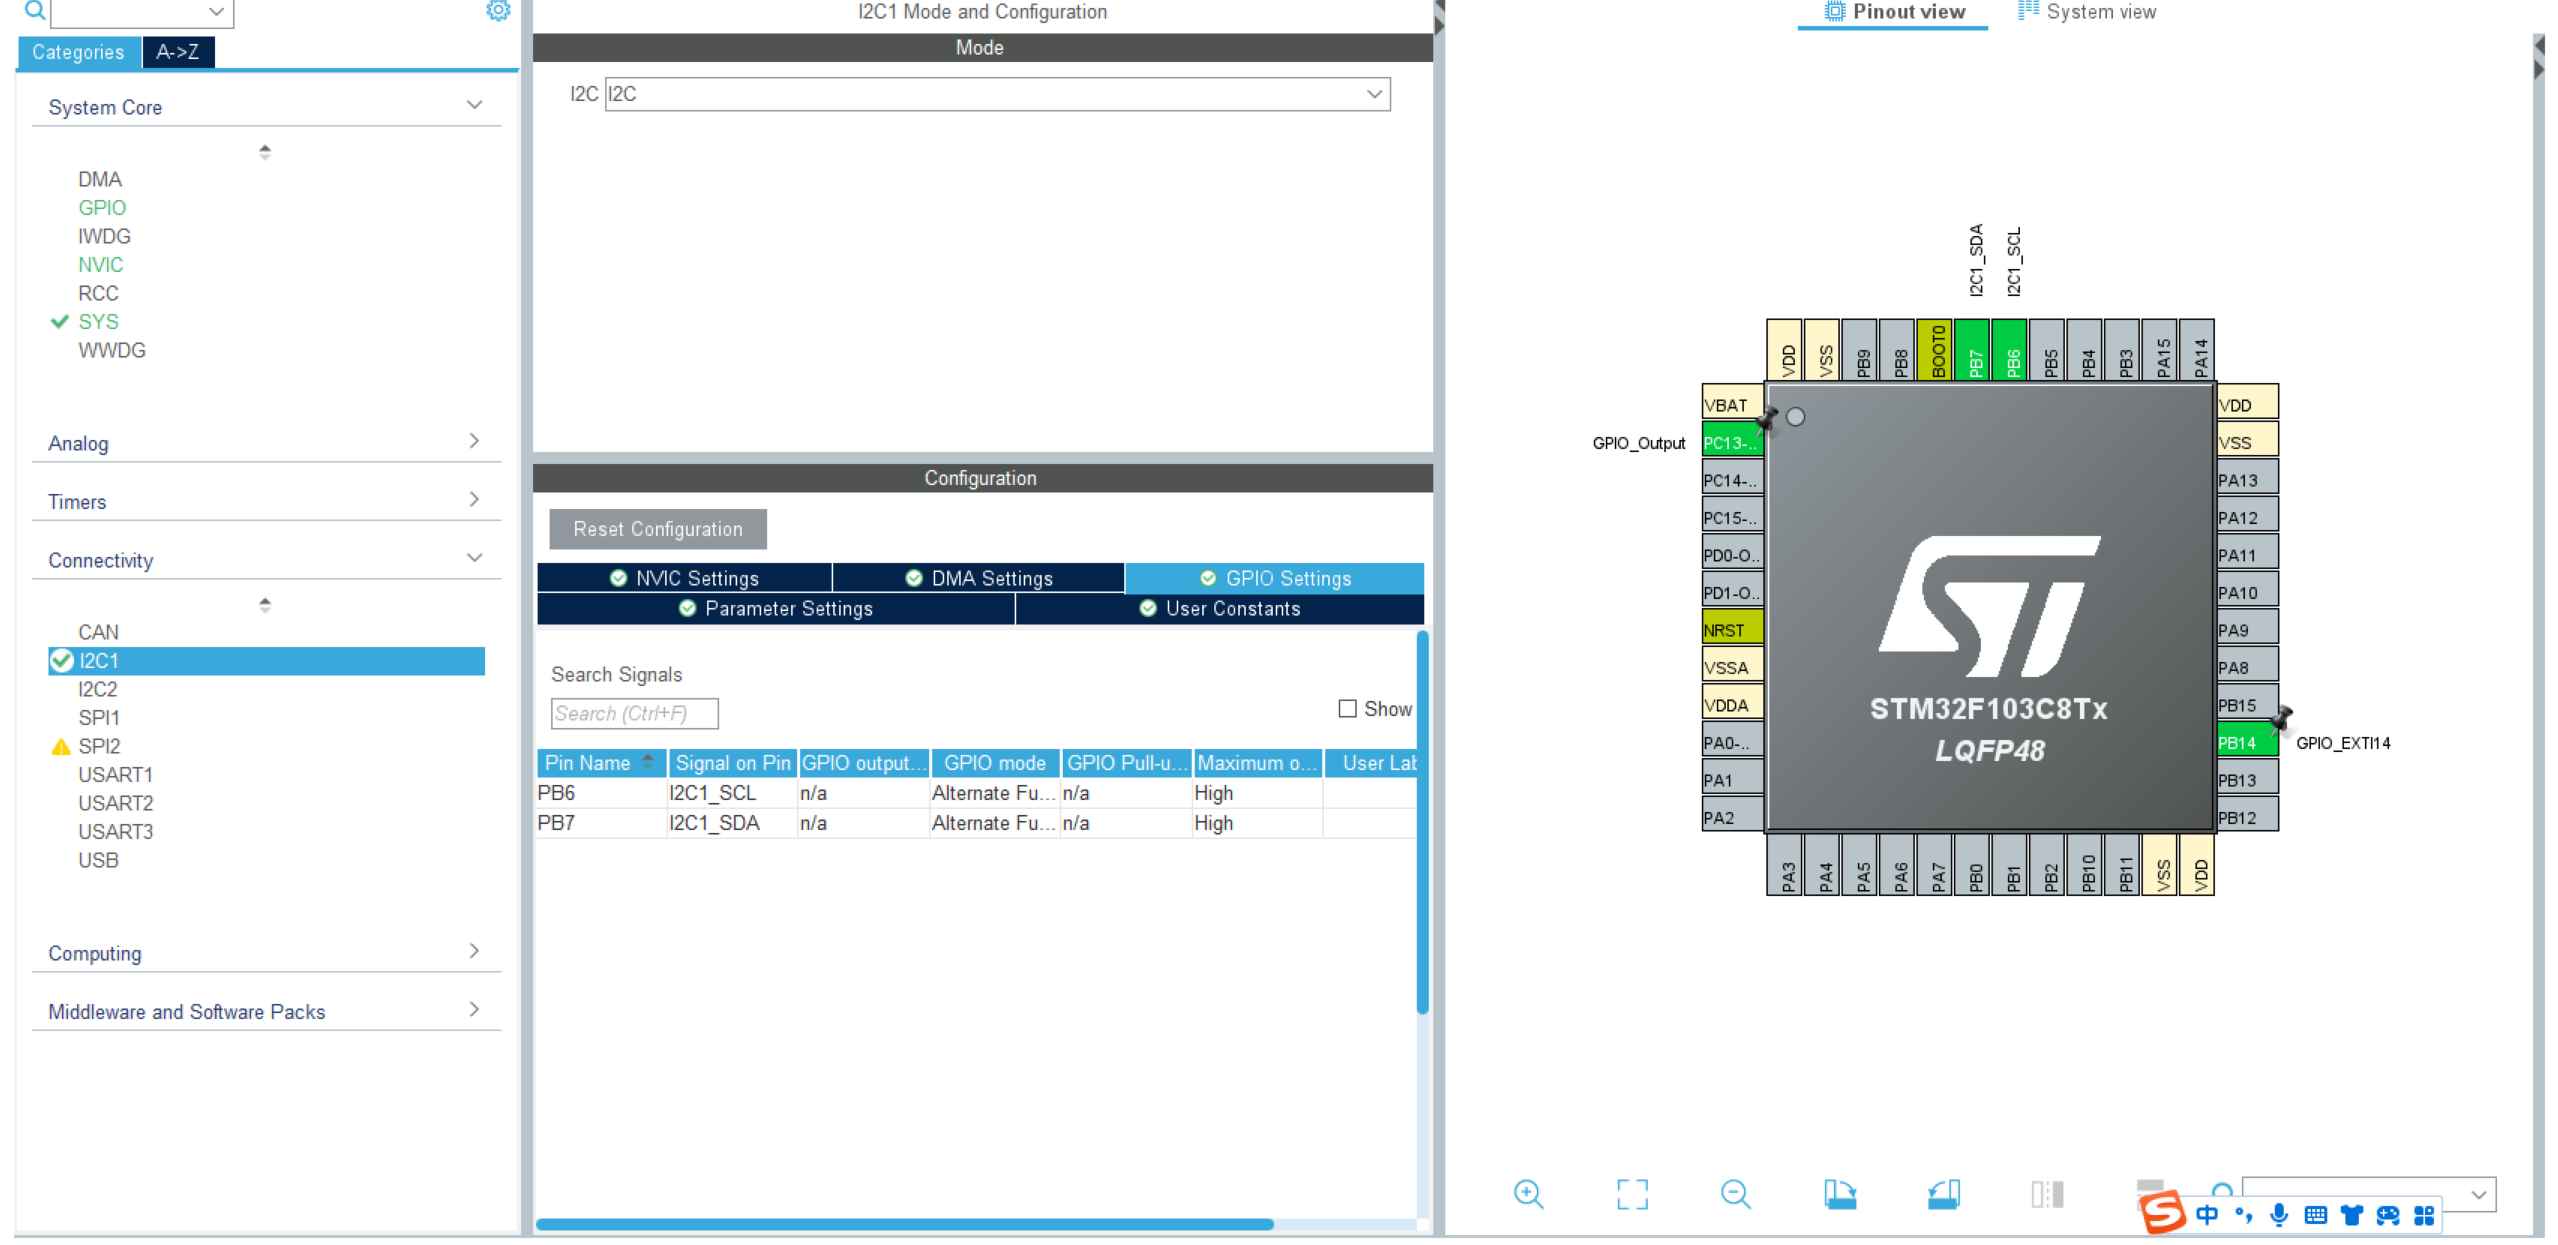 Categories
A->Z
System Core
DMA
GPIO
IWDG
NVIC
RCC
SYS
WWDG
Analog
Timers
Connectivity
CAN
I2C1
I2C2
SPI1
SPI2
USART1
USART2
USART3
USB
Computing
Middleware and Software Packs
I2C1 Mode and Configuration
Mode
I2C I2C
Configuration
Reset Configuration
NVIC Settings
DMA Settings
GPIO Settings
Parameter Settings
User Constants
Search Signals
Search (Ctrl+F)
Show
Pin Name Signal on Pin GPIO output... GPIO mode GPIO Pull-u... Maximum o... User Lab
PB6 I2C1_SCL n/a Alternate Fu... n/a High
PB7 I2C1_SDA n/a Alternate Fu... n/a High
Pinout view
System view
I2C1_SDA
I2C1_SCL
VDD
VSS
PB9
PB8
BOOT0
PB7
PB6
PB5
PB4
PB3
PA15
PA14
VBAT
GPIO_Output
PC13-..
PC14-..
PC15-..
PD0-O..
PD1-O..
NRST
VSSA
VDDA
PA0-..
PA1
PA2
STM32F103C8Tx
LQFP48
VDD
VSS
PA13
PA12
PA11
PA10
PA9
PA8
PB15
PB14
GPIO_EXTI14
PB13
PB12
PA3
PA4
PA5
PA6
PA7
PB0
PB1
PB2
PB10
PB11
VSS
VDD
中